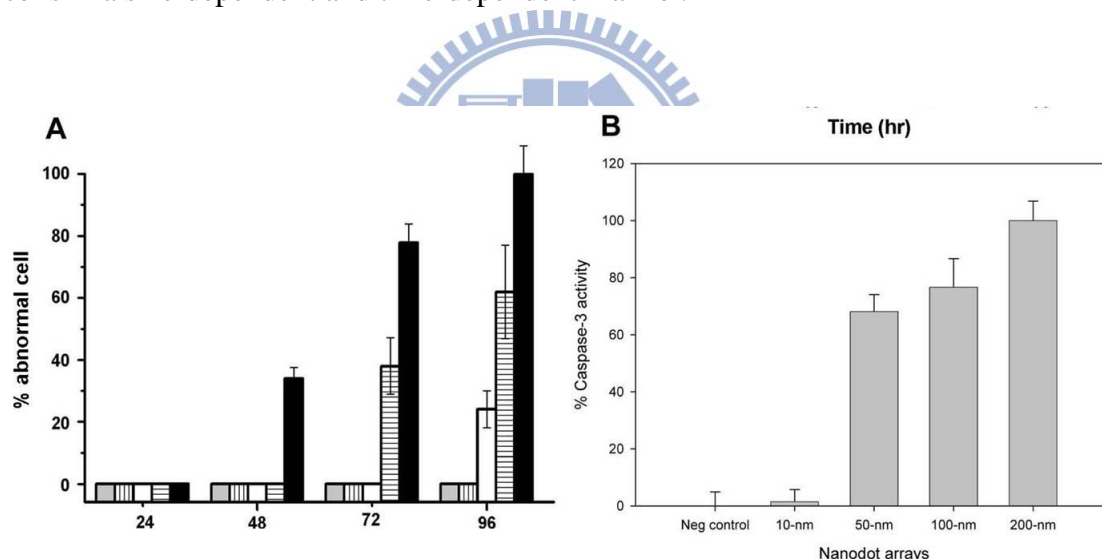 A
% abnormal cell
100
80
60
40
20
0
24 48 72 96
B
Time (hr)
% Caspase-3 activity
120
100
80
60
40
20
0
Neg control 10-nm 50-nm 100-nm 200-nm
Nanodot arrays